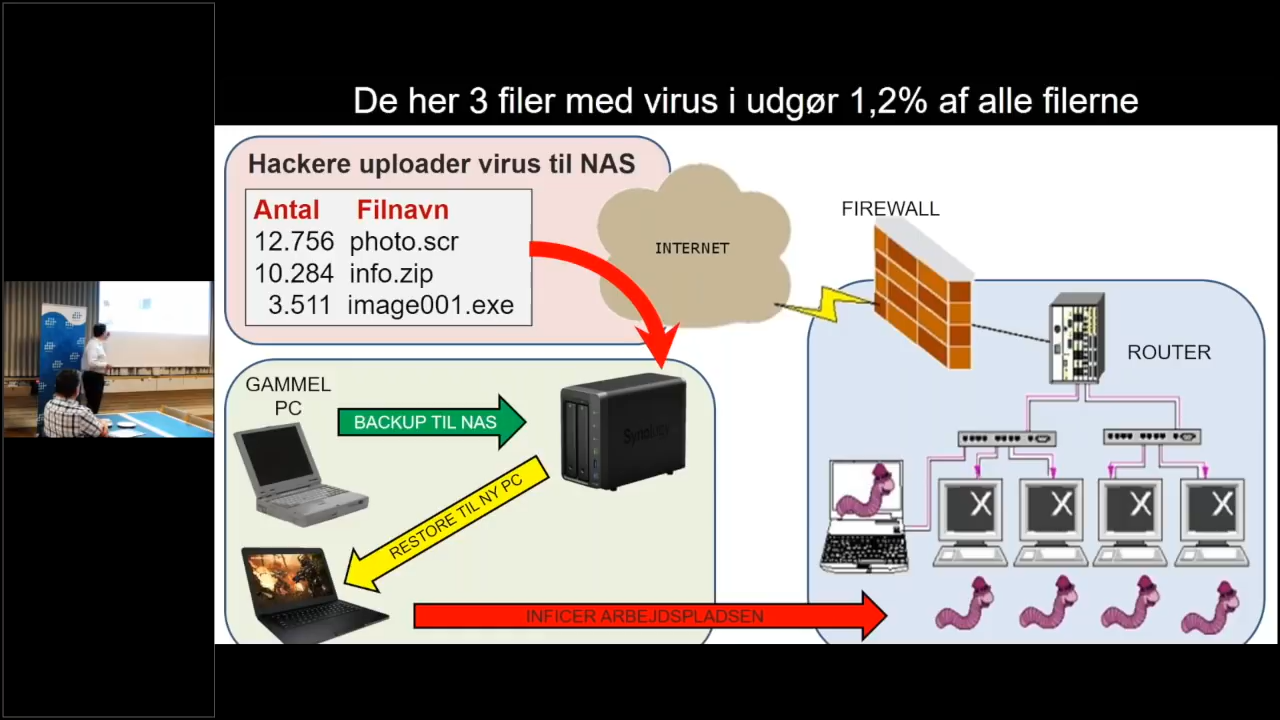 De her 3 filer med virus i udgør 1,2% af alle filerne
Hackere uploader virus til NAS
Antal Filnavn
12.756 photo.scr
10.284 info.zip
3.511 image001.exe
INTERNET
FIREWALL
ROUTER
GAMMEL
PC
BACKUP TIL NAS
Synology
RESTORE TIL NY PC
X
X
X
X
INFICER ARBEJDSPLADSEN